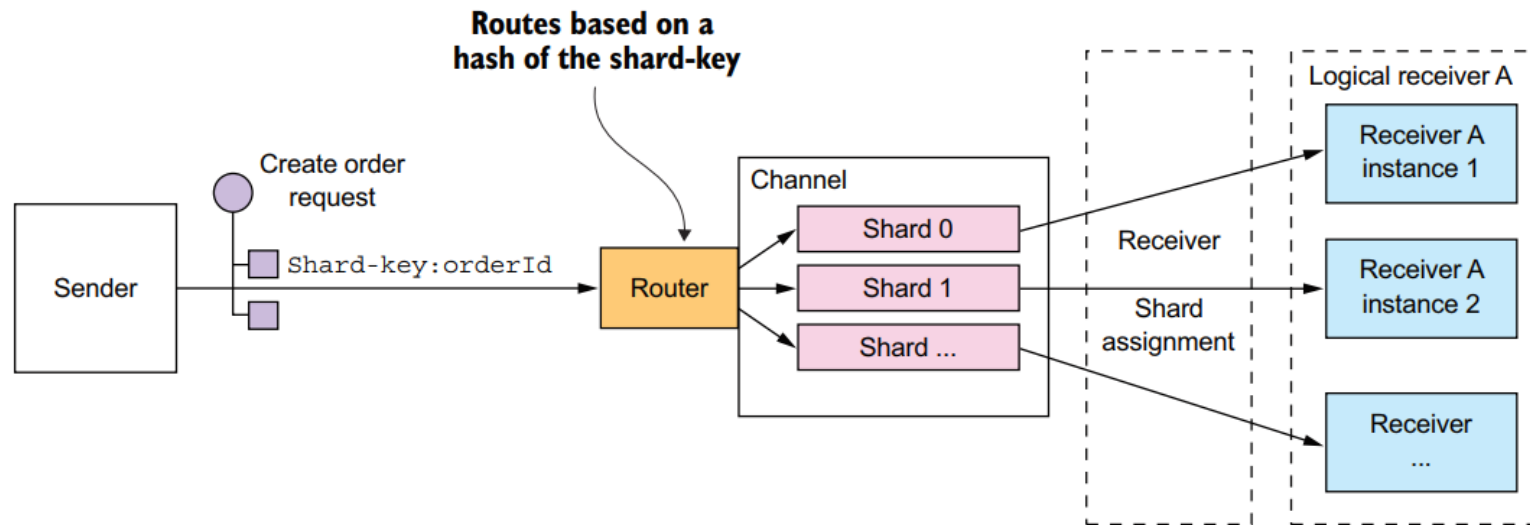 Routes based on a
hash of the shard-key
Create order
request
Sender
Shard-key:orderId
Router
Channel
Shard 0
Shard 1
Shard ...
Receiver
Shard
assignment
Logical receiver A
Receiver A
instance 1
Receiver A
instance 2
Receiver
...